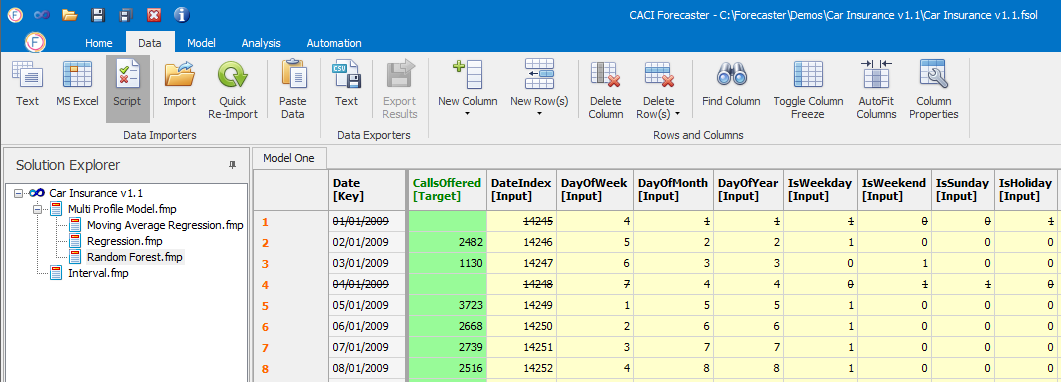 CACI Forecaster - C:\Forecaster\Demos\Car Insurance v1.1\Car Insurance v1.1.fsol
Home Data Model Analysis Automation
Text MS Excel Script Import Quick Re-Import Paste Data Text Export Results New Column New Row(s) Delete Column Delete Row(s) Find Column Toggle Column Freeze AutoFit Columns Column Properties
Data Importers Data Exporters Rows and Columns
Solution Explorer
Car Insurance v1.1
Multi Profile Model.fmp
Moving Average Regression.fmp
Regression.fmp
Random Forest.fmp
Interval.fmp
Model One
Date [Key] CallsOffered [Target] DateIndex [Input] DayOfWeek [Input] DayOfMonth [Input] DayOfYear [Input] IsWeekday [Input] IsWeekend [Input] IsSunday [Input] IsHoliday [Input]
1 01/01/2009 14245 4 1 1 1 0 0 1
2 02/01/2009 2482 14246 5 2 2 1 0 0 0
3 03/01/2009 1130 14247 6 3 3 0 1 0 0
4 04/01/2009 14248 7 4 4 0 1 1 0
5 05/01/2009 3723 14249 1 5 5 1 0 0 0
6 06/01/2009 2668 14250 2 6 6 1 0 0 0
7 07/01/2009 2739 14251 3 7 7 1 0 0 0
8 08/01/2009 2516 14252 4 8 8 1 0 0 0